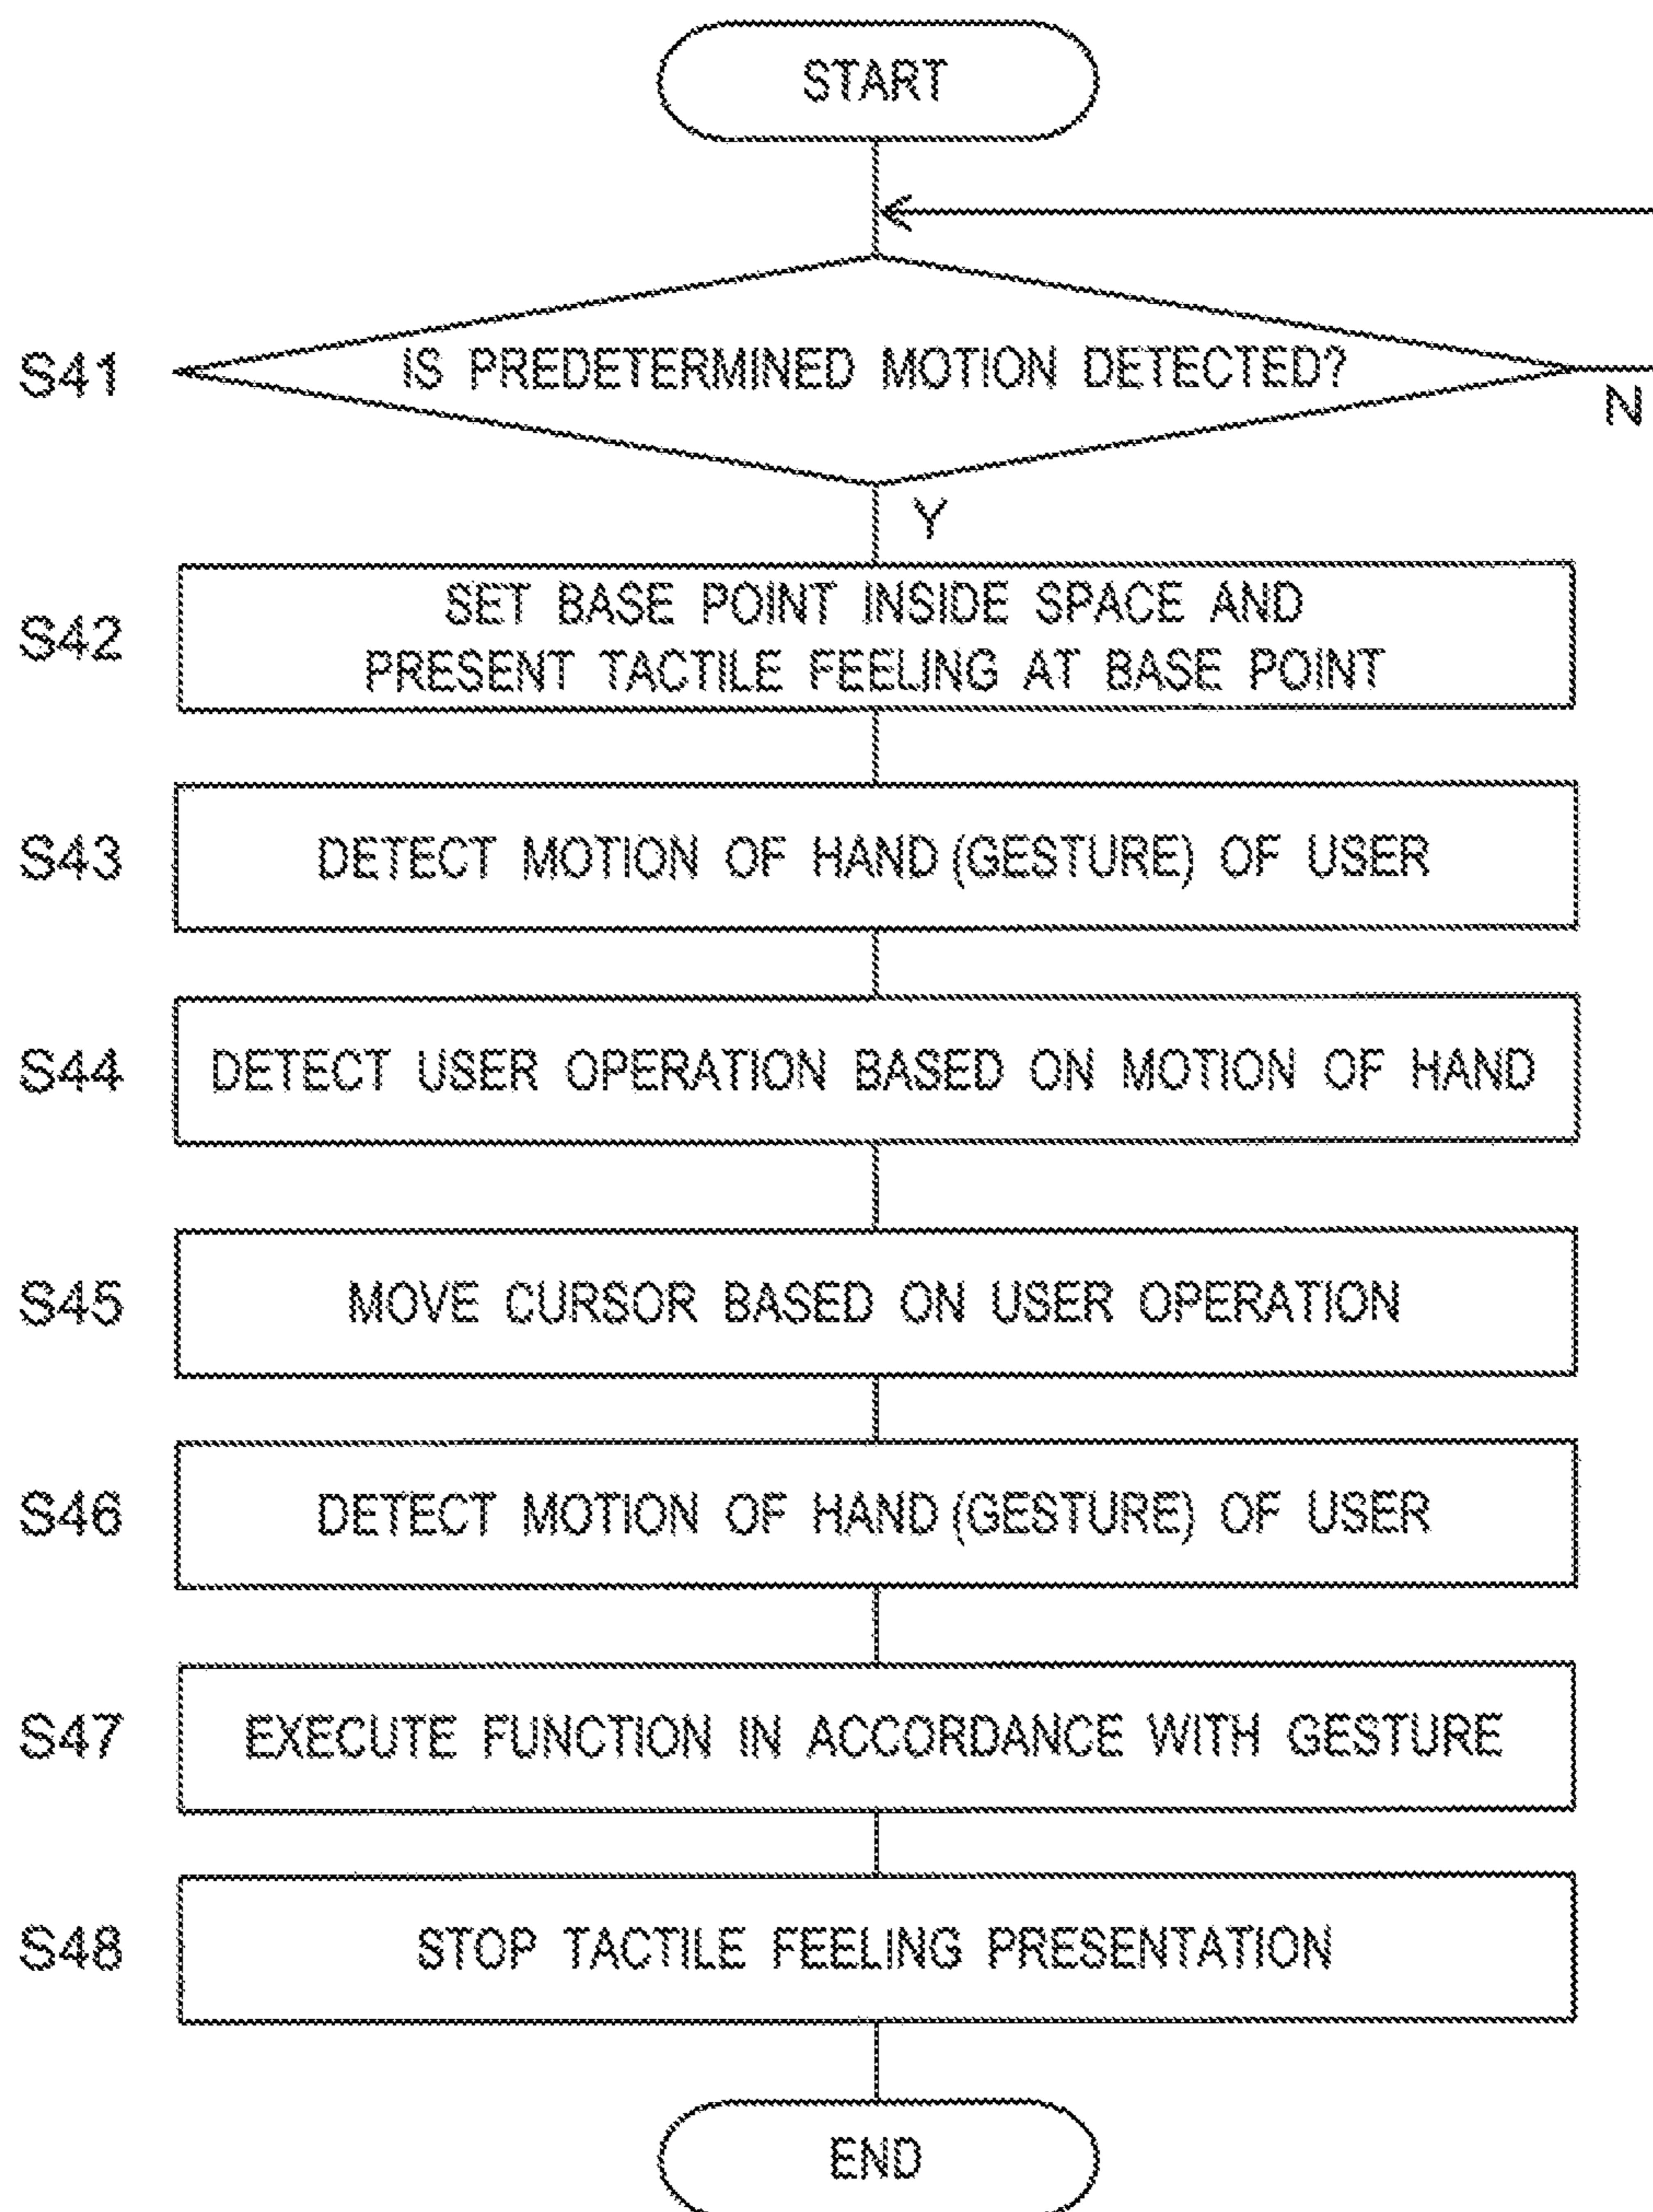 START
S41
IS PREDETERMINED MOTION DETECTED?
N
Y
S42
SET BASE POINT INSIDE SPACE AND
PRESENT TACTILE FEELING AT BASE POINT
S43
DETECT MOTION OF HAND (GESTURE) OF USER
S44
DETECT USER OPERATION BASED ON MOTION OF HAND
S45
MOVE CURSOR BASED ON USER OPERATION
S46
DETECT MOTION OF HAND (GESTURE) OF USER
S47
EXECUTE FUNCTION IN ACCORDANCE WITH GESTURE
S48
STOP TACTILE FEELING PRESENTATION
END